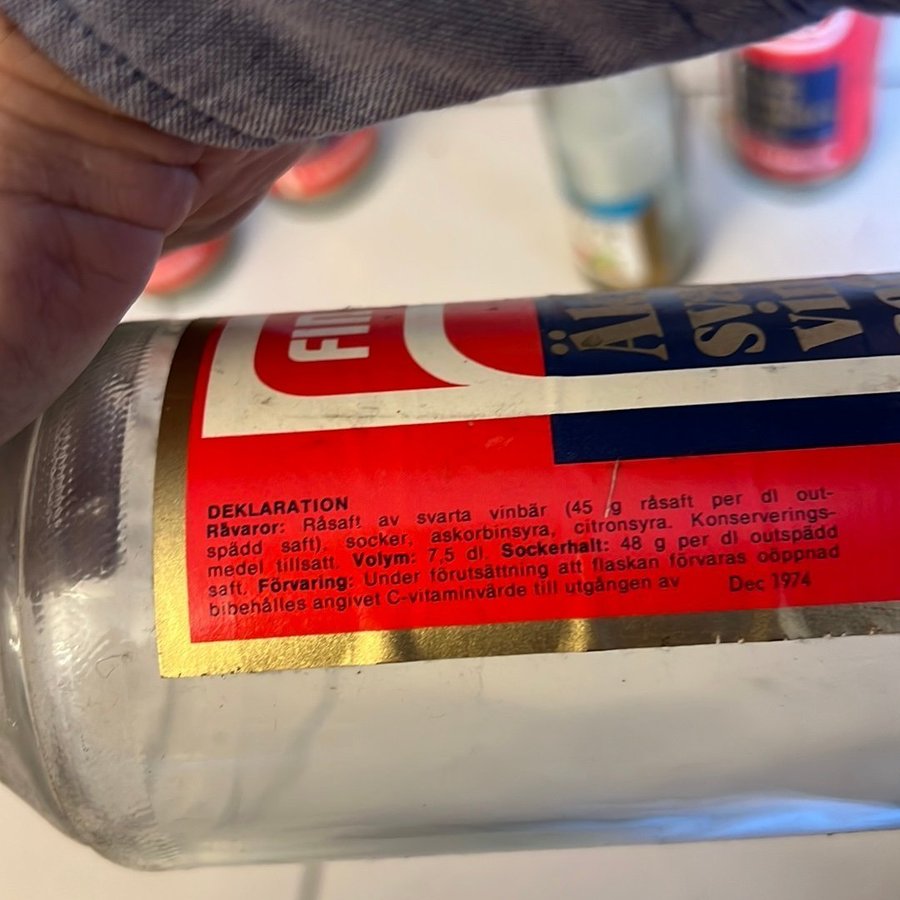 DEKLARATION
Råvaror: Råsaft av svarta vinbär (45 g råsaft per dl out-
spädd saft), socker, askorbinsyra, citronsyra. Konserverings-
medel tillsatt. Volym: 7,5 dl. Sockerhalt: 48 g per dl outspädd
saft. Förvaring: Under förutsättning att flaskan förvaras oöppnad
bibehålles angivet C-vitaminvärde till utgången av Dec 1974